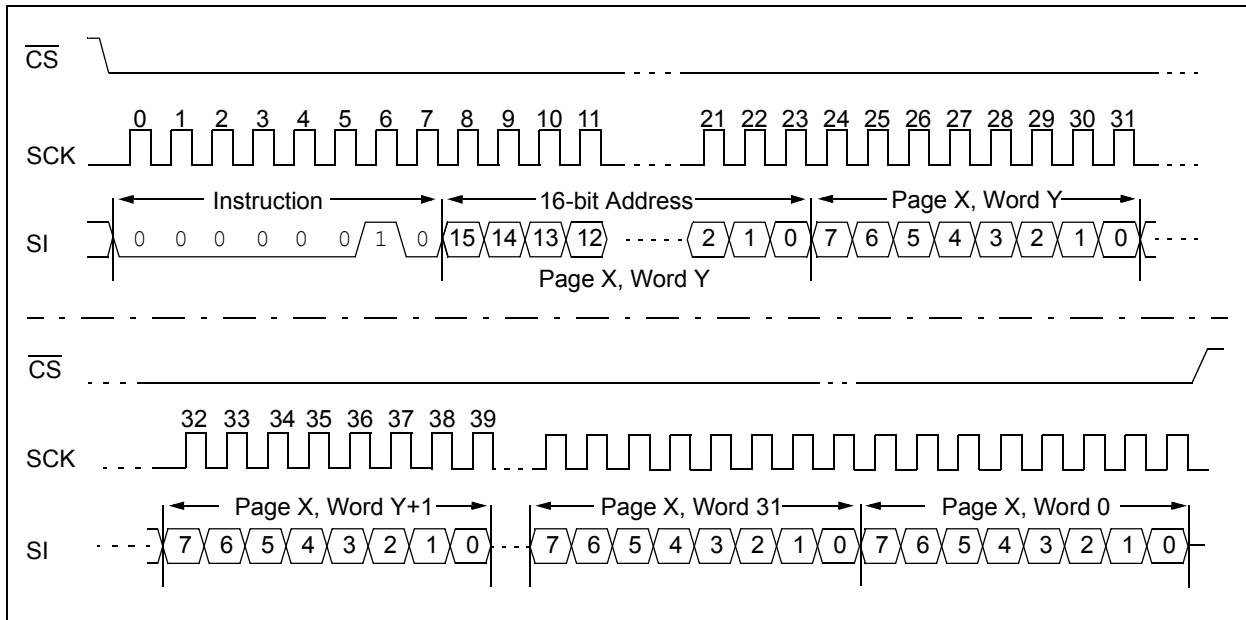 CS
0 1 2 3 4 5 6 7 8 9 10 11 21 22 23 24 25 26 27 28 29 30 31
SCK
Instruction 16-bit Address Page X, Word Y
SI 0 0 0 0 0 0 1 0 15 14 13 12 2 1 0 7 6 5 4 3 2 1 0
Page X, Word Y
CS
32 33 34 35 36 37 38 39
SCK
Page X, Word Y+1 Page X, Word 31 Page X, Word 0
SI 7 6 5 4 3 2 1 0 7 6 5 4 3 2 1 0 7 6 5 4 3 2 1 0